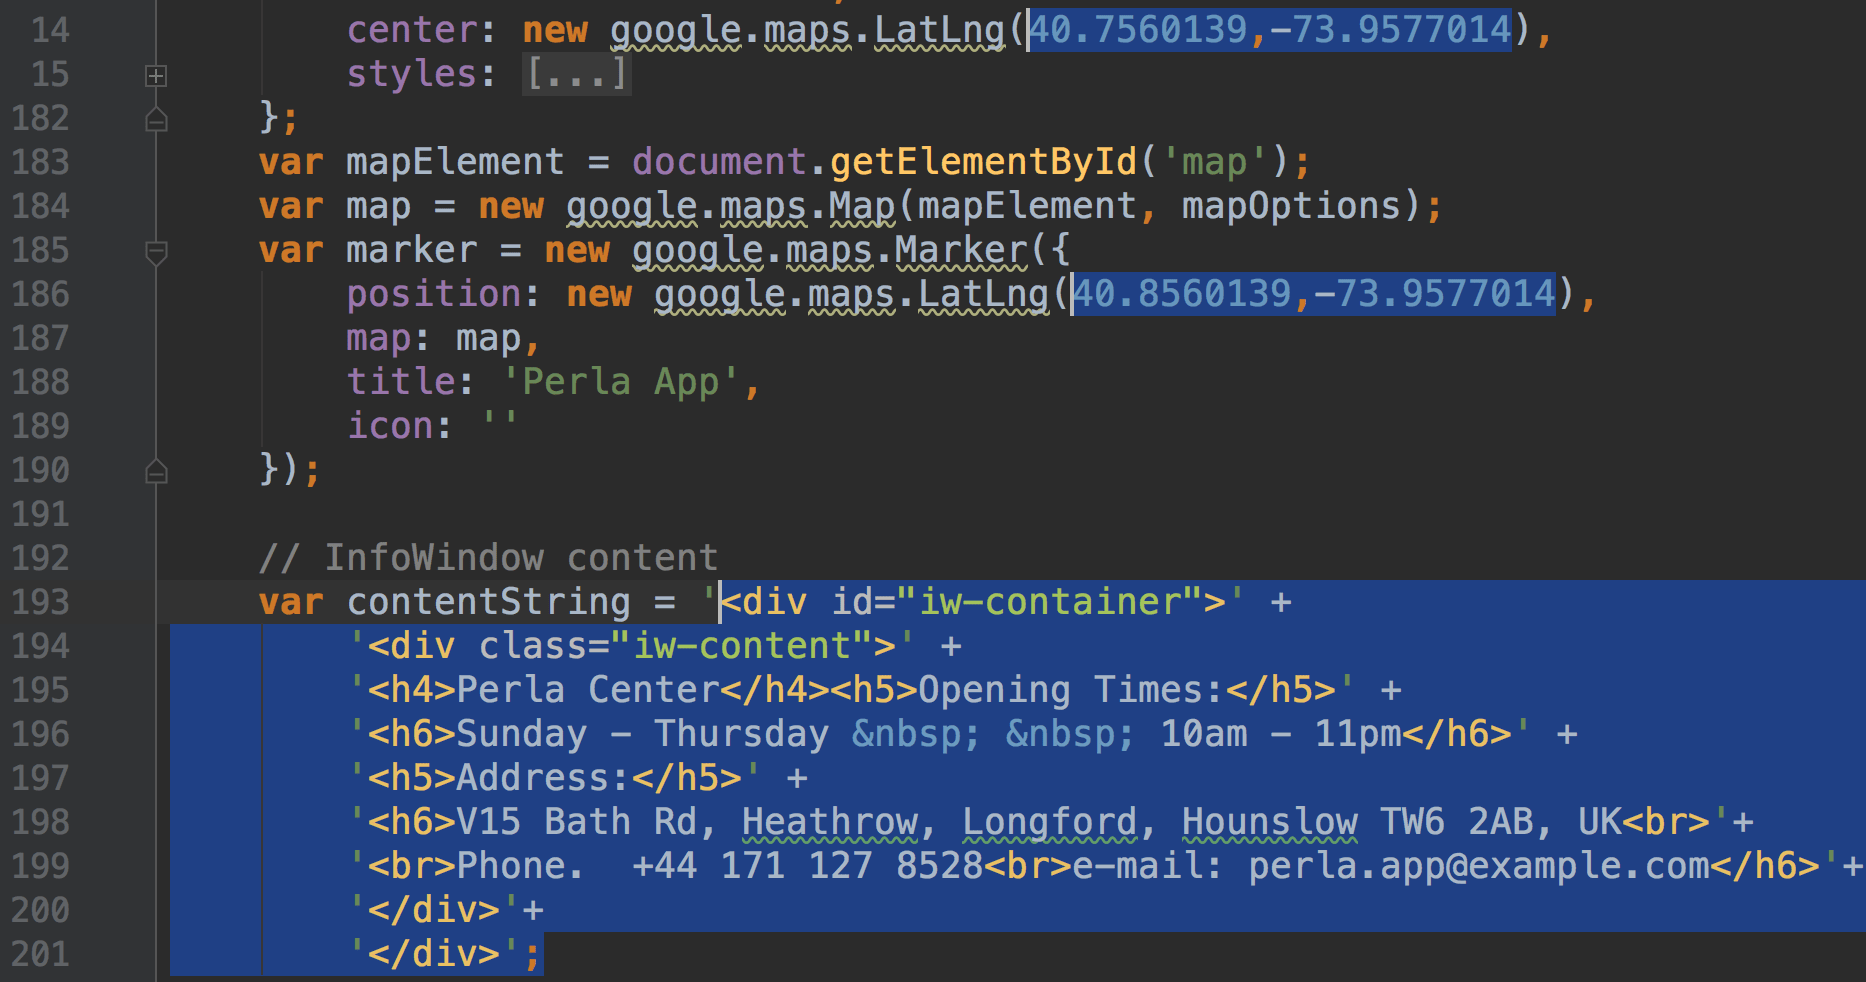 14 center: new google.maps.LatLng(40.7560139,-73.9577014),
15 styles: [...]
182 };
183 var mapElement = document.getElementById('map');
184 var map = new google.maps.Map(mapElement, mapOptions);
185 var marker = new google.maps.Marker({
186 position: new google.maps.LatLng(40.8560139,-73.9577014),
187 map: map,
188 title: 'Perla App',
189 icon: ''
190 });
191
192 // InfoWindow content
193 var contentString = '<div id="iw-container">' +
194 '<div class="iw-content">' +
195 '<h4>Perla Center</h4><h5>Opening Times:</h5>' +
196 '<h6>Sunday - Thursday &nbsp; &nbsp; 10am - 11pm</h6>' +
197 '<h5>Address:</h5>' +
198 '<h6>V15 Bath Rd, Heathrow, Longford, Hounslow TW6 2AB, UK<br>'+
199 '<br>Phone.  +44 171 127 8528<br>e-mail: perla.app@example.com</h6>'+
200 '</div>'+
201 '</div>';